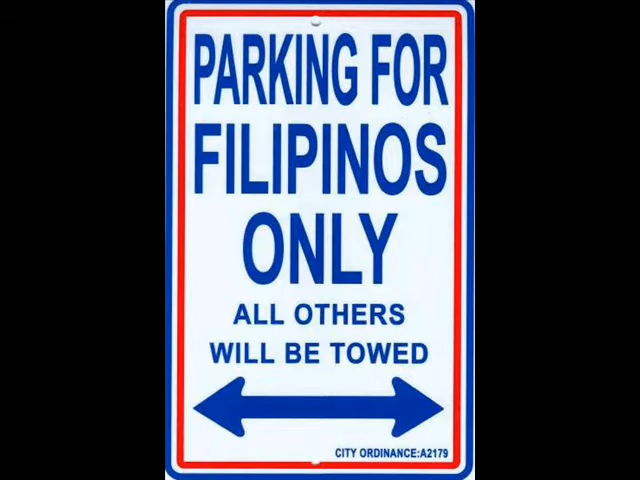 PARKING FOR
FILIPINOS
ONLY
ALL OTHERS
WILL BE TOWED
CITY ORDINANCE:A2179